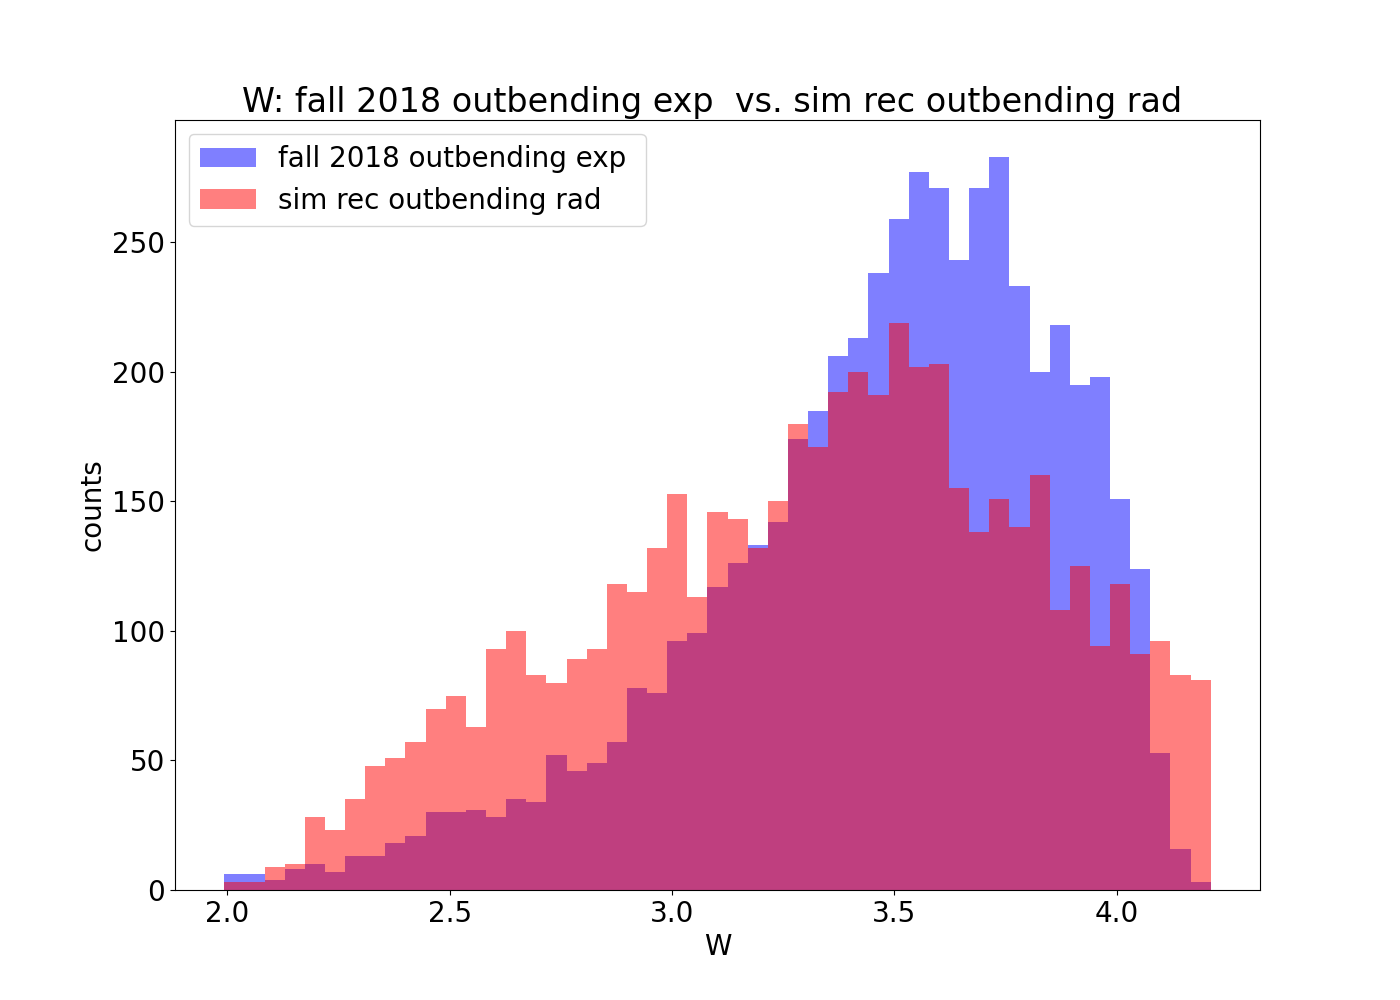 W: fall 2018 outbending exp  vs. sim rec outbending rad
fall 2018 outbending exp
sim rec outbending rad
250
200
150
100
50
0
counts
2.0 2.5 3.0 3.5 4.0
W